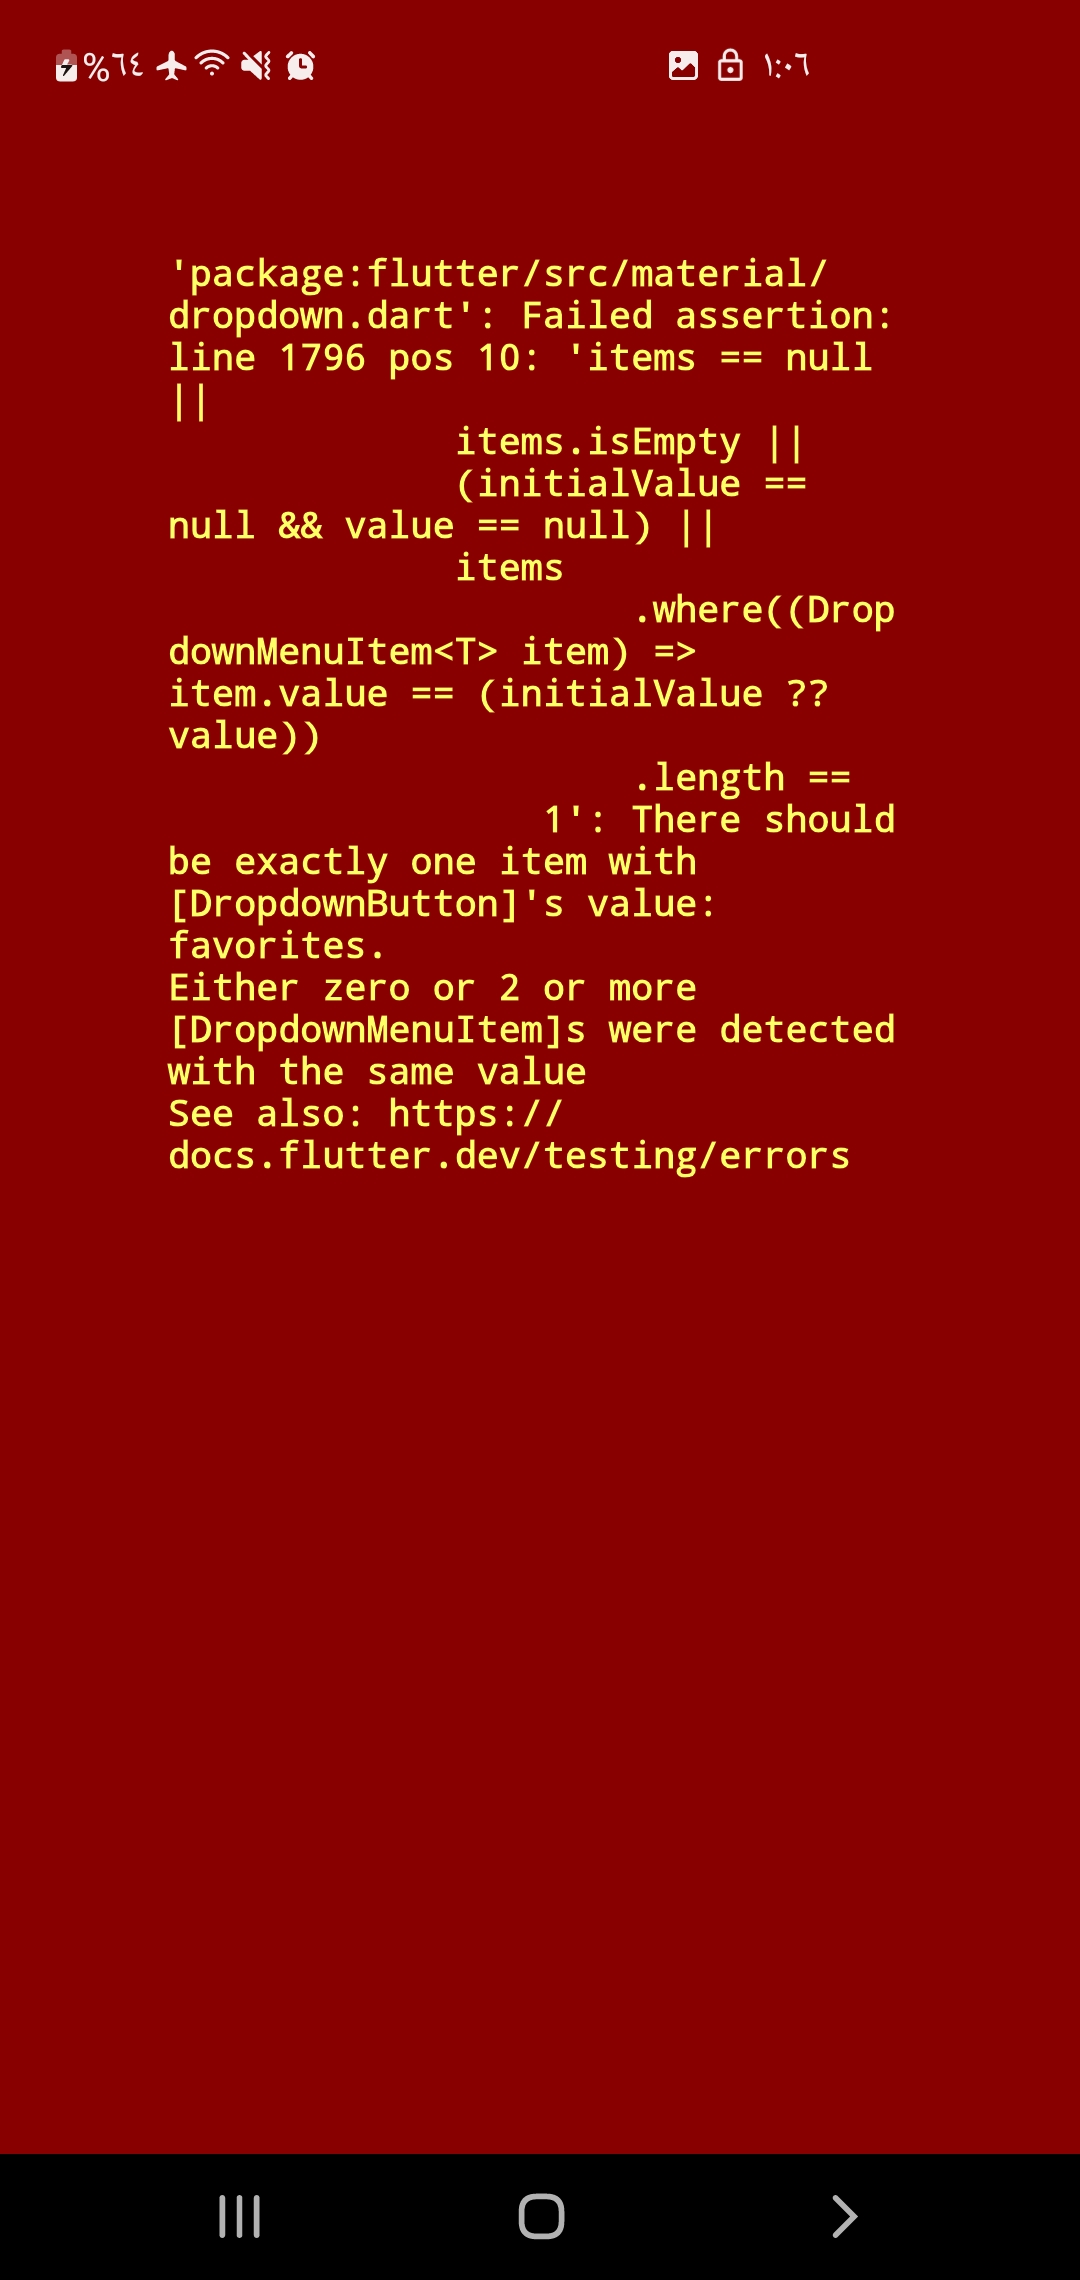 %٦٤ ١:٠٦
'package:flutter/src/material/
dropdown.dart': Failed assertion:
line 1796 pos 10: 'items == null
||
items.isEmpty ||
(initialValue ==
null && value == null) ||
items
.where((Drop
downMenuItem<T> item) =>
item.value == (initialValue ??
value))
.length ==
1': There should
be exactly one item with
[DropdownButton]'s value:
favorites.
Either zero or 2 or more
[DropdownMenuItem]s were detected
with the same value
See also: https://
docs.flutter.dev/testing/errors